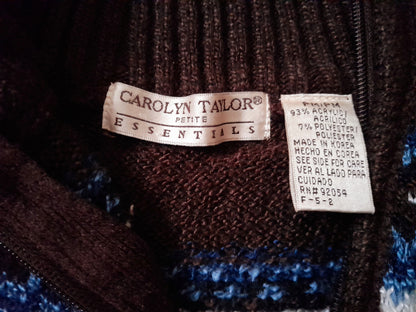 CAROLYN TAYLOR®
PETITE
ESSENTIALS
P(M)PM
93% ACRYLIC/
ACRILICO
7% POLYESTER/
POLIESTER
MADE IN KOREA
HECHO EN COREA
SEE SIDE FOR CARE
VER AL LADO PARA
CUIDADO
RN# 92054
F-5-2